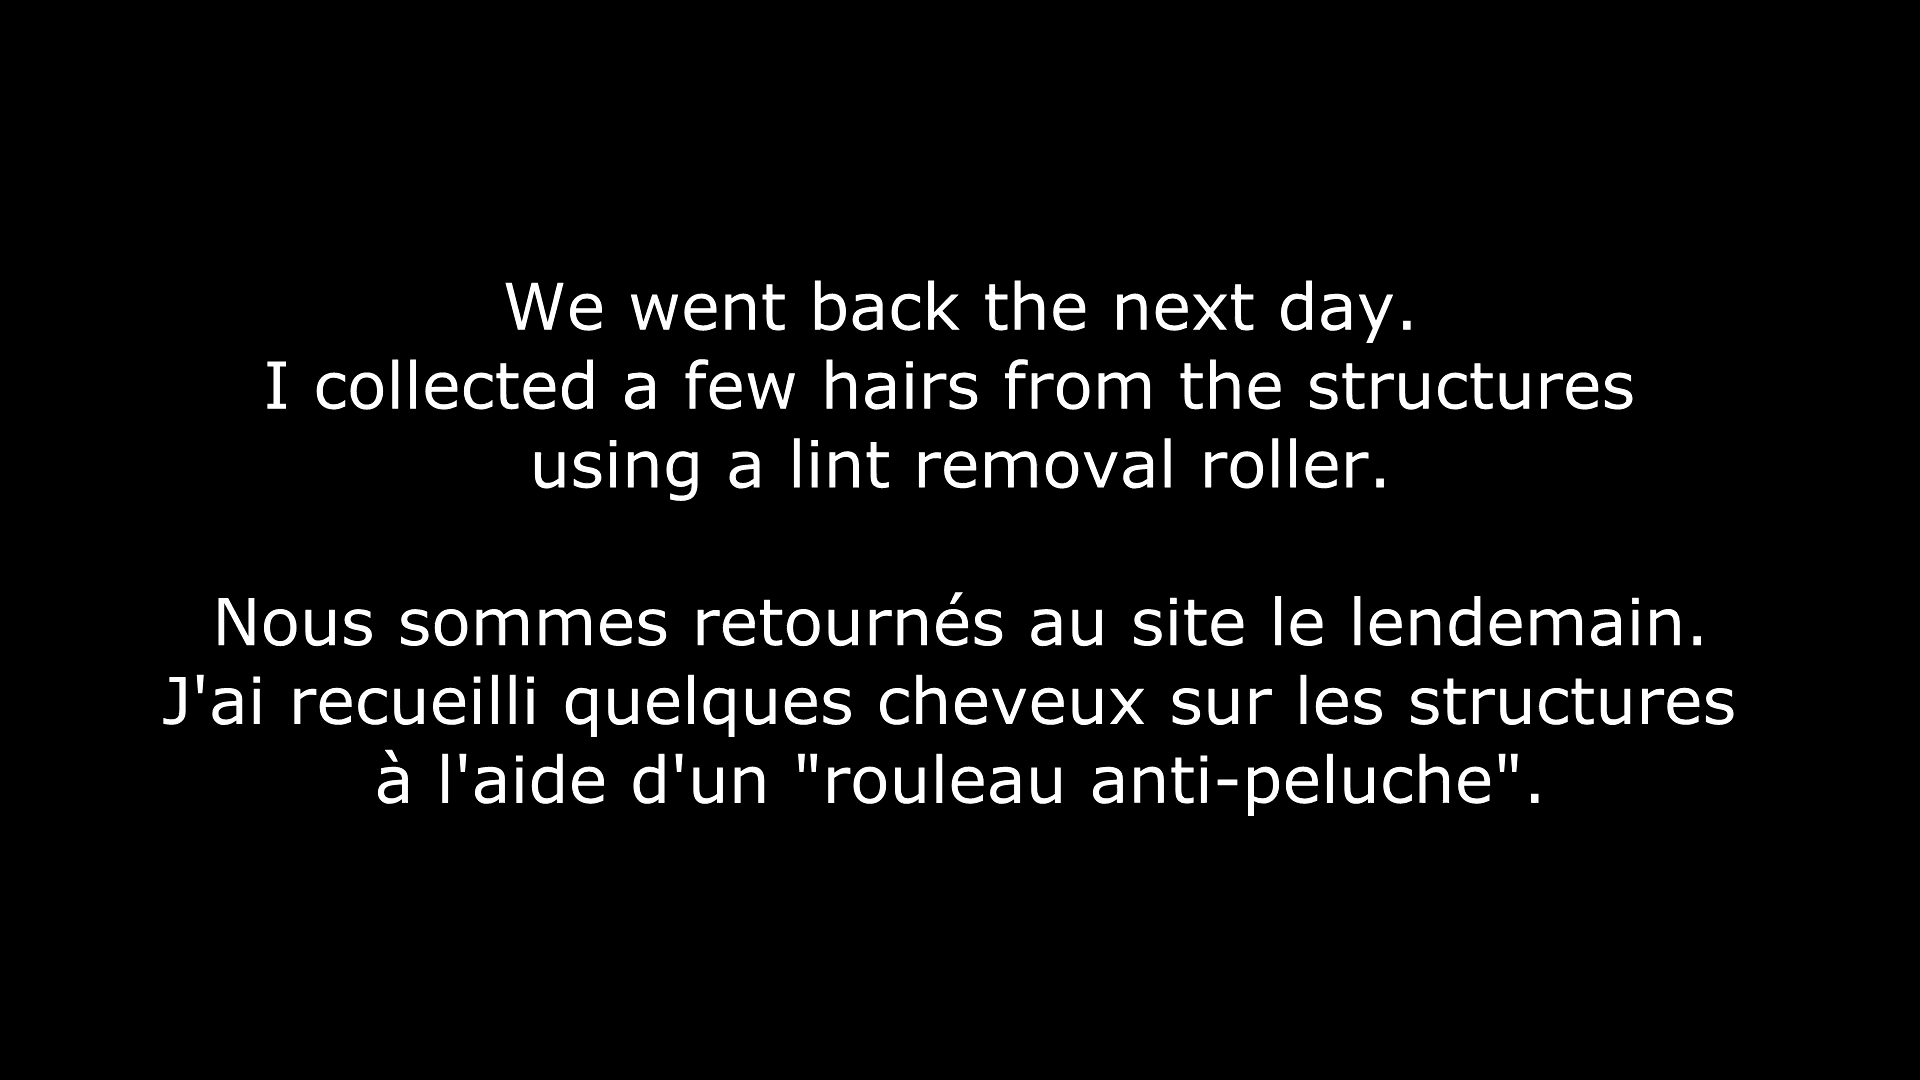 We went back the next day.
I collected a few hairs from the structures
using a lint removal roller.
Nous sommes retournés au site le lendemain.
J'ai recueilli quelques cheveux sur les structures
à l'aide d'un "rouleau anti-peluche".